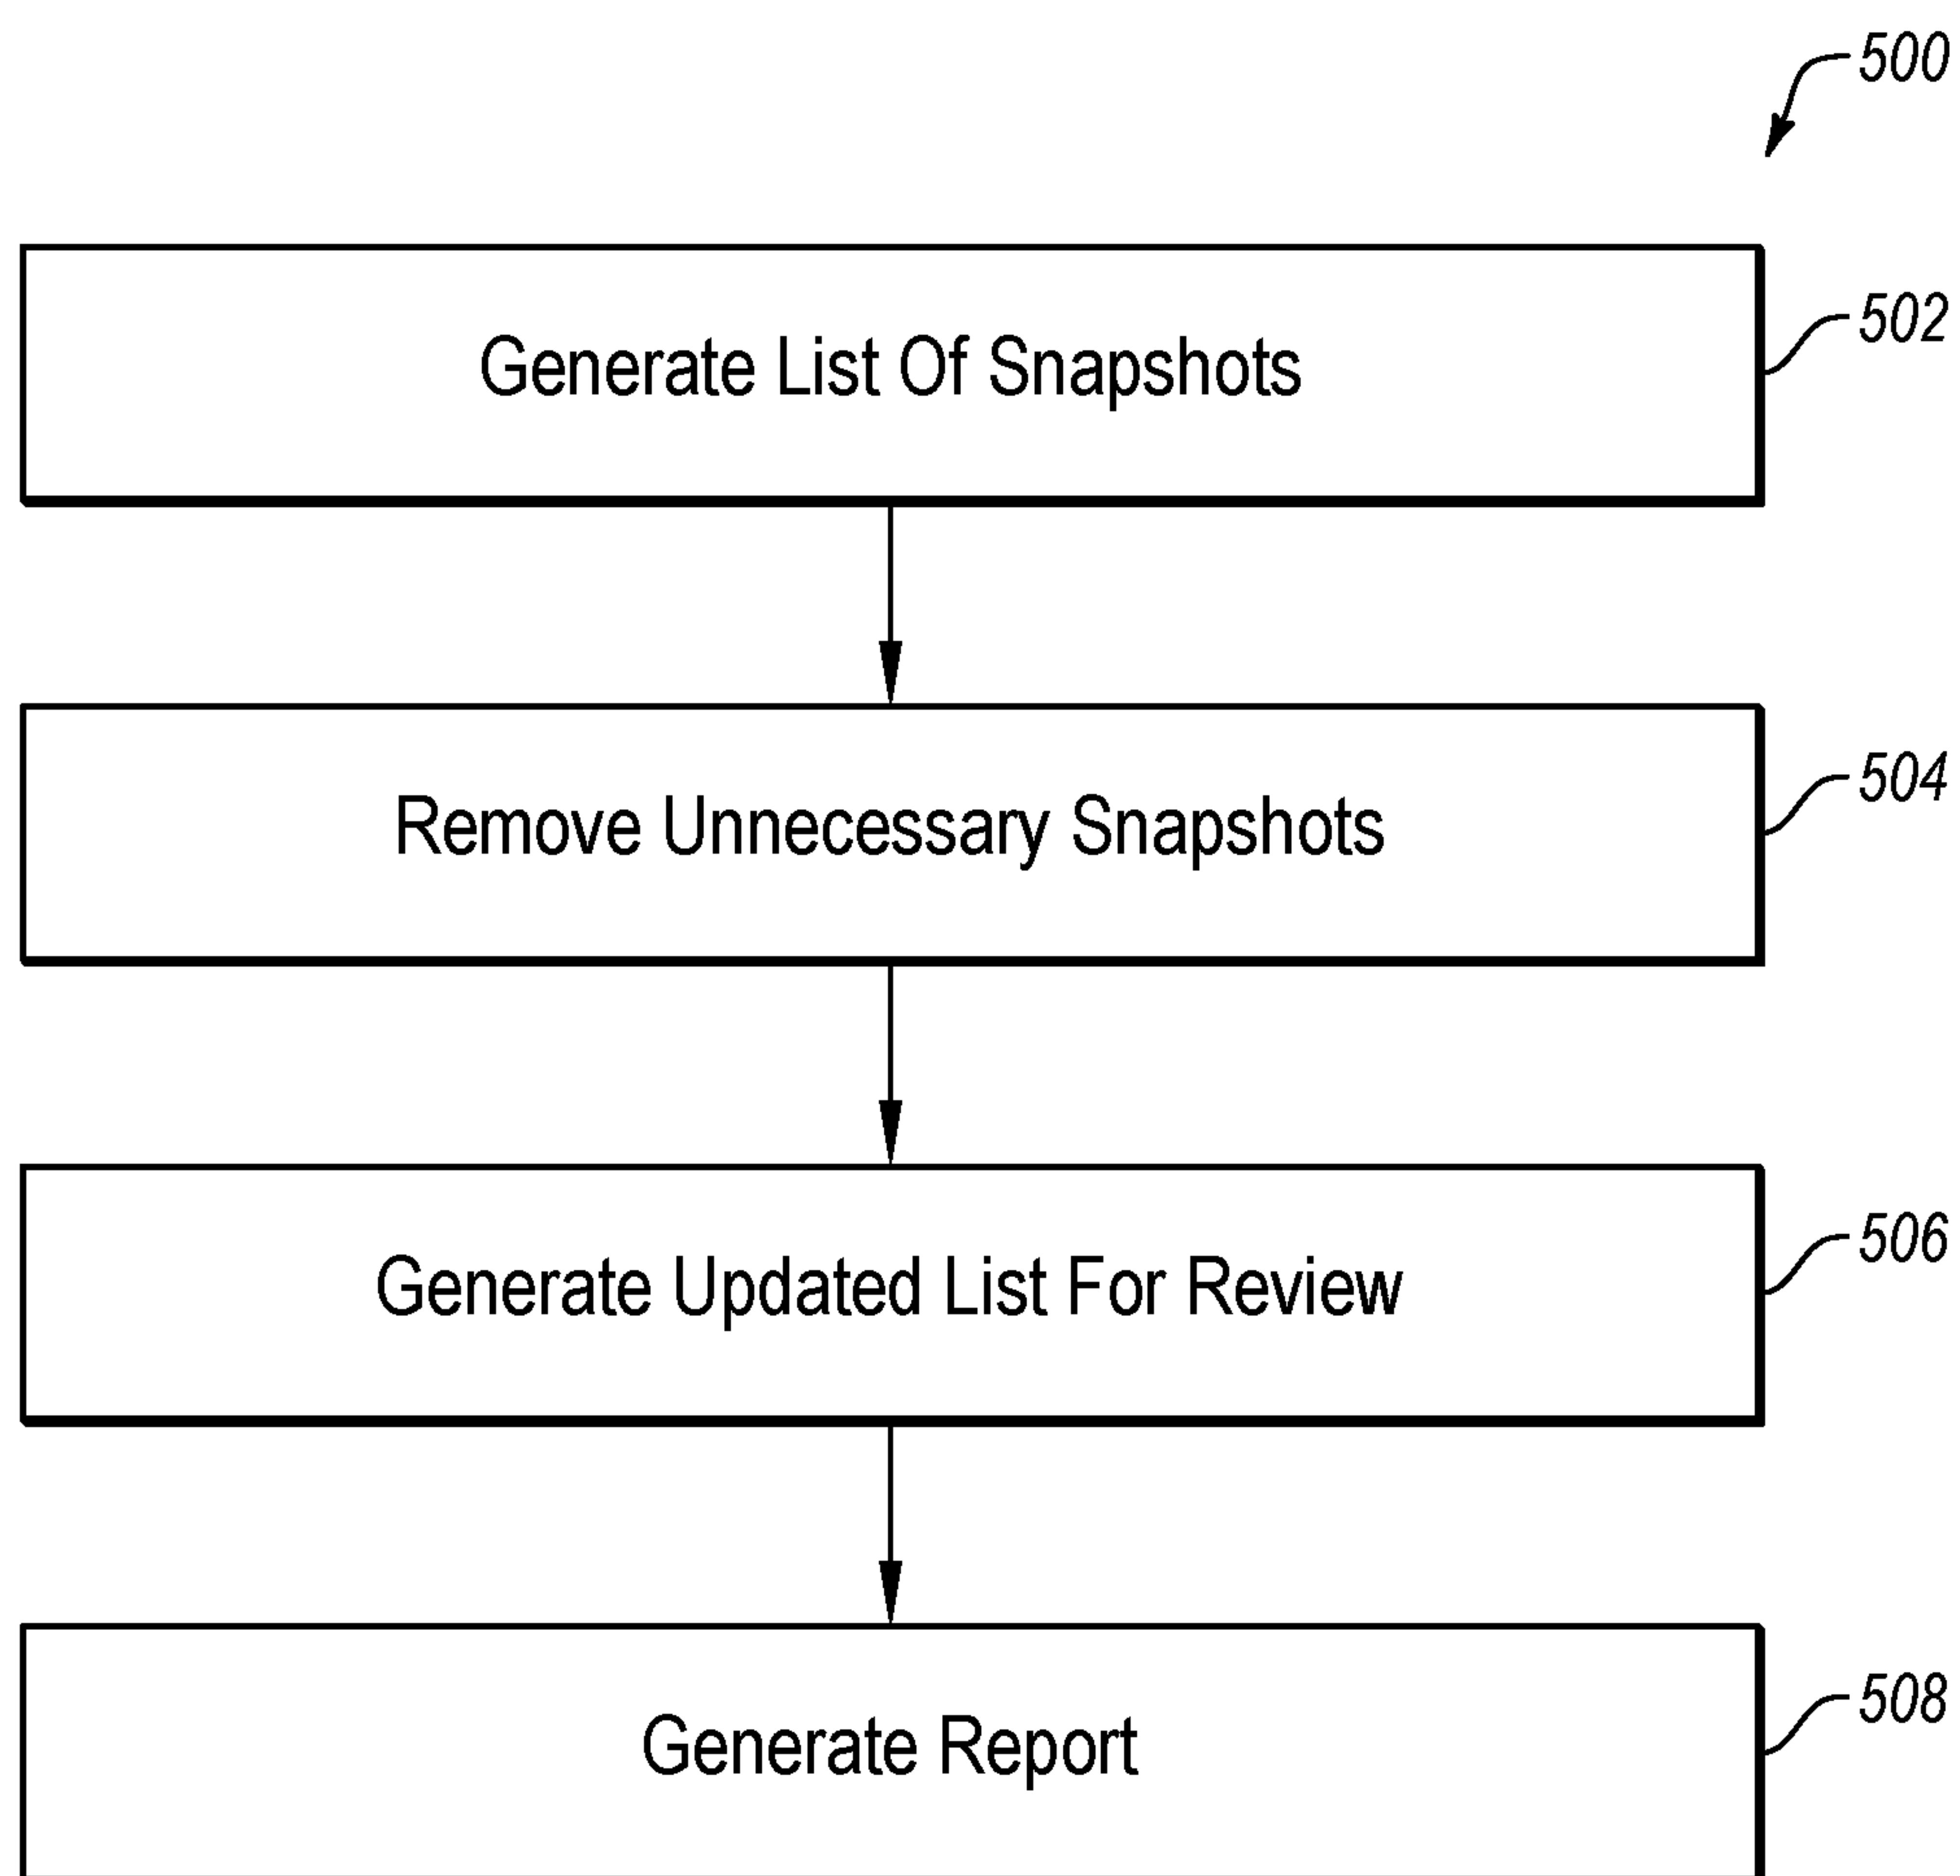 500
Generate List Of Snapshots
502
Remove Unnecessary Snapshots
504
Generate Updated List For Review
506
Generate Report
508